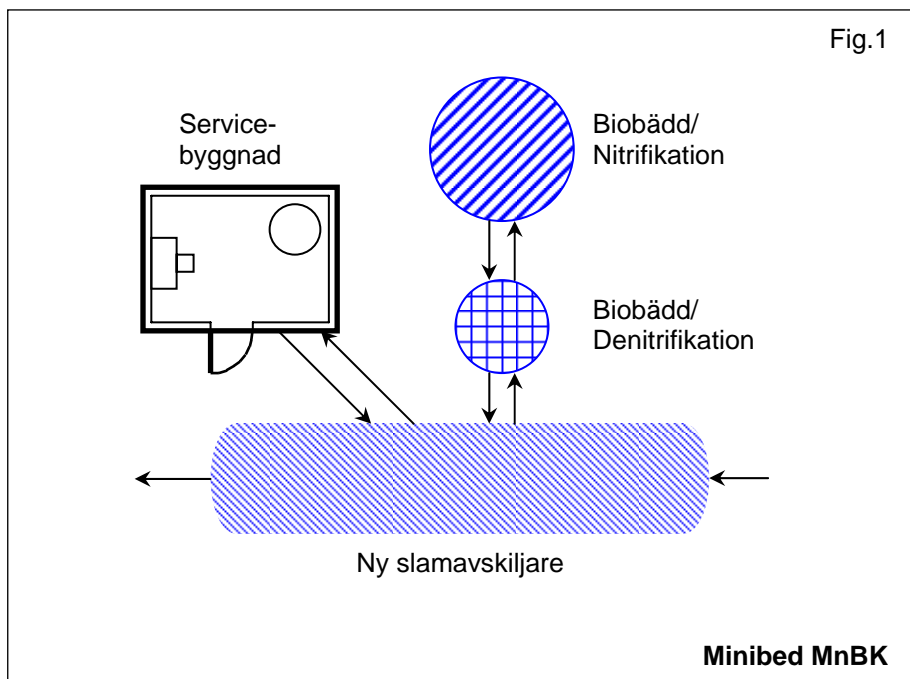 Fig.1
Service-
byggnad
Biobädd/
Nitrifikation
Biobädd/
Denitrifikation
Ny slamavskiljare
Minibed MnBK